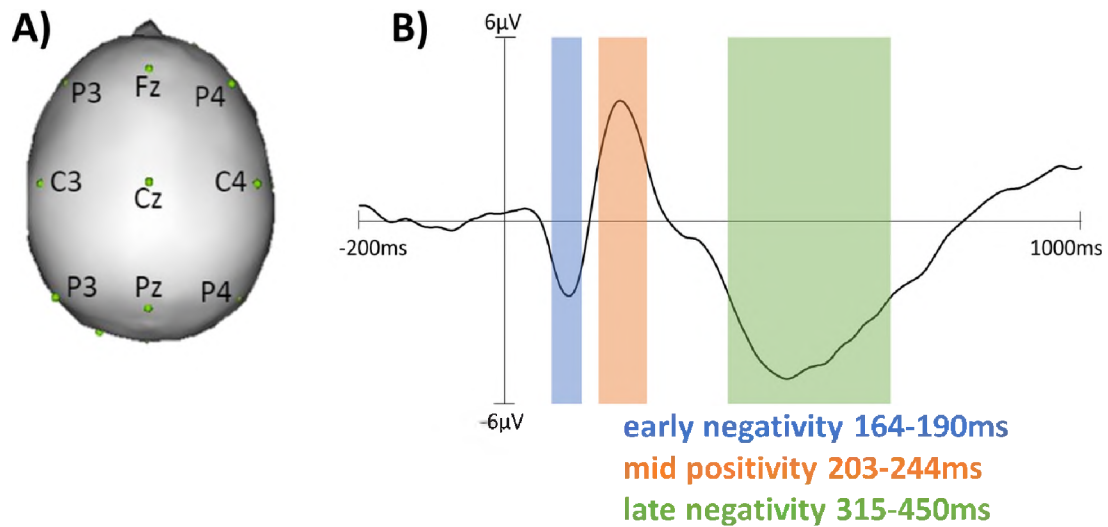 A)
B)
Fz
P3
P4
C3
Cz
C4
P3
Pz
P4
6µV
-200ms
1000ms
-6µV
early negativity 164-190ms
mid positivity 203-244ms
late negativity 315-450ms